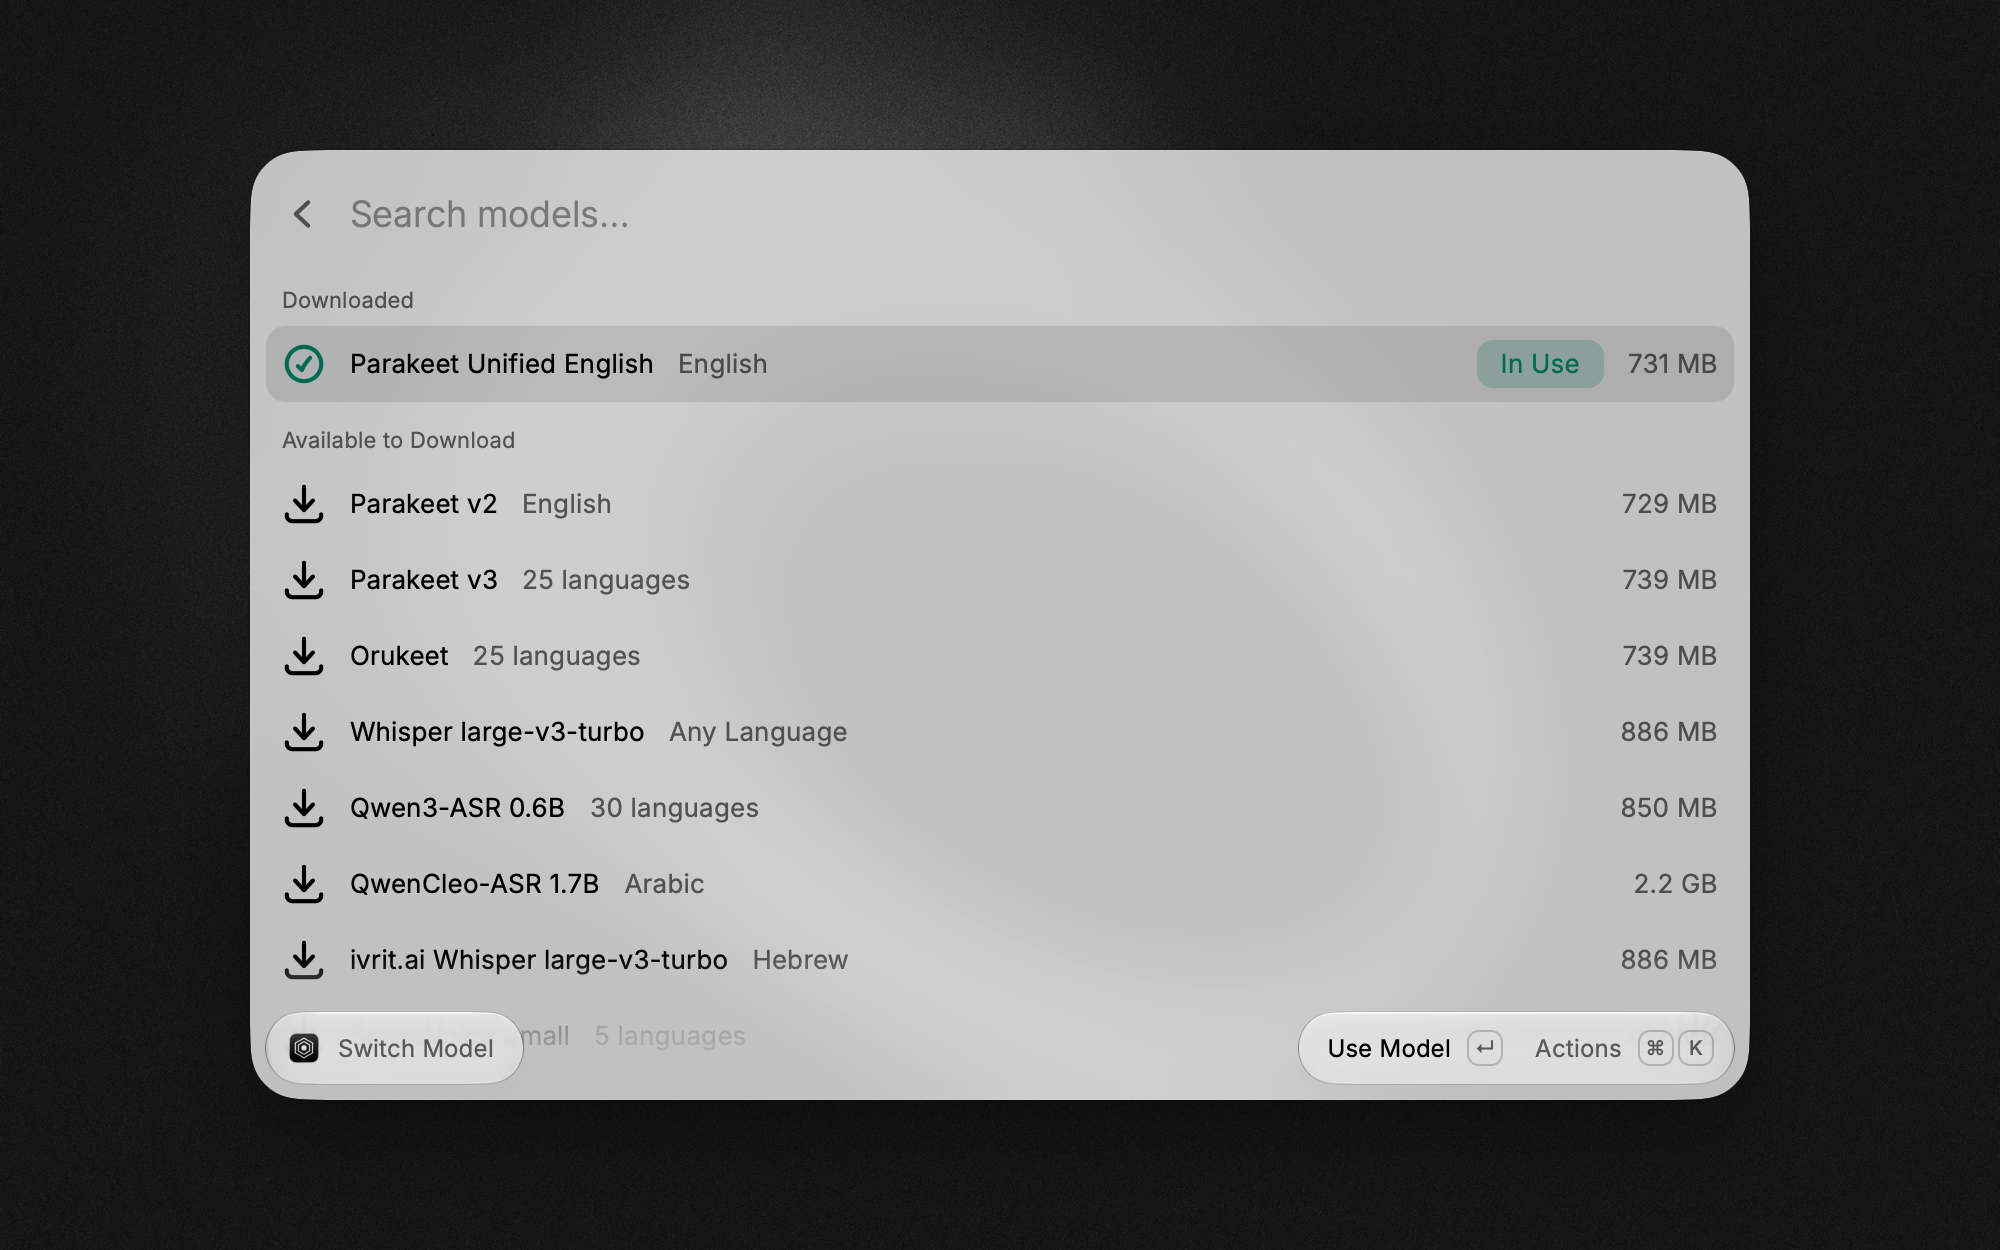 Search models...
Downloaded
Parakeet Unified English English In Use 731 MB
Available to Download
Parakeet v2 English 729 MB
Parakeet v3 25 languages 739 MB
Orukeet 25 languages 739 MB
Whisper large-v3-turbo Any Language 886 MB
Qwen3-ASR 0.6B 30 languages 850 MB
QwenCleo-ASR 1.7B Arabic 2.2 GB
ivrit.ai Whisper large-v3-turbo Hebrew 886 MB
5 languages
Switch Model Use Model ↵ Actions ⌘ K